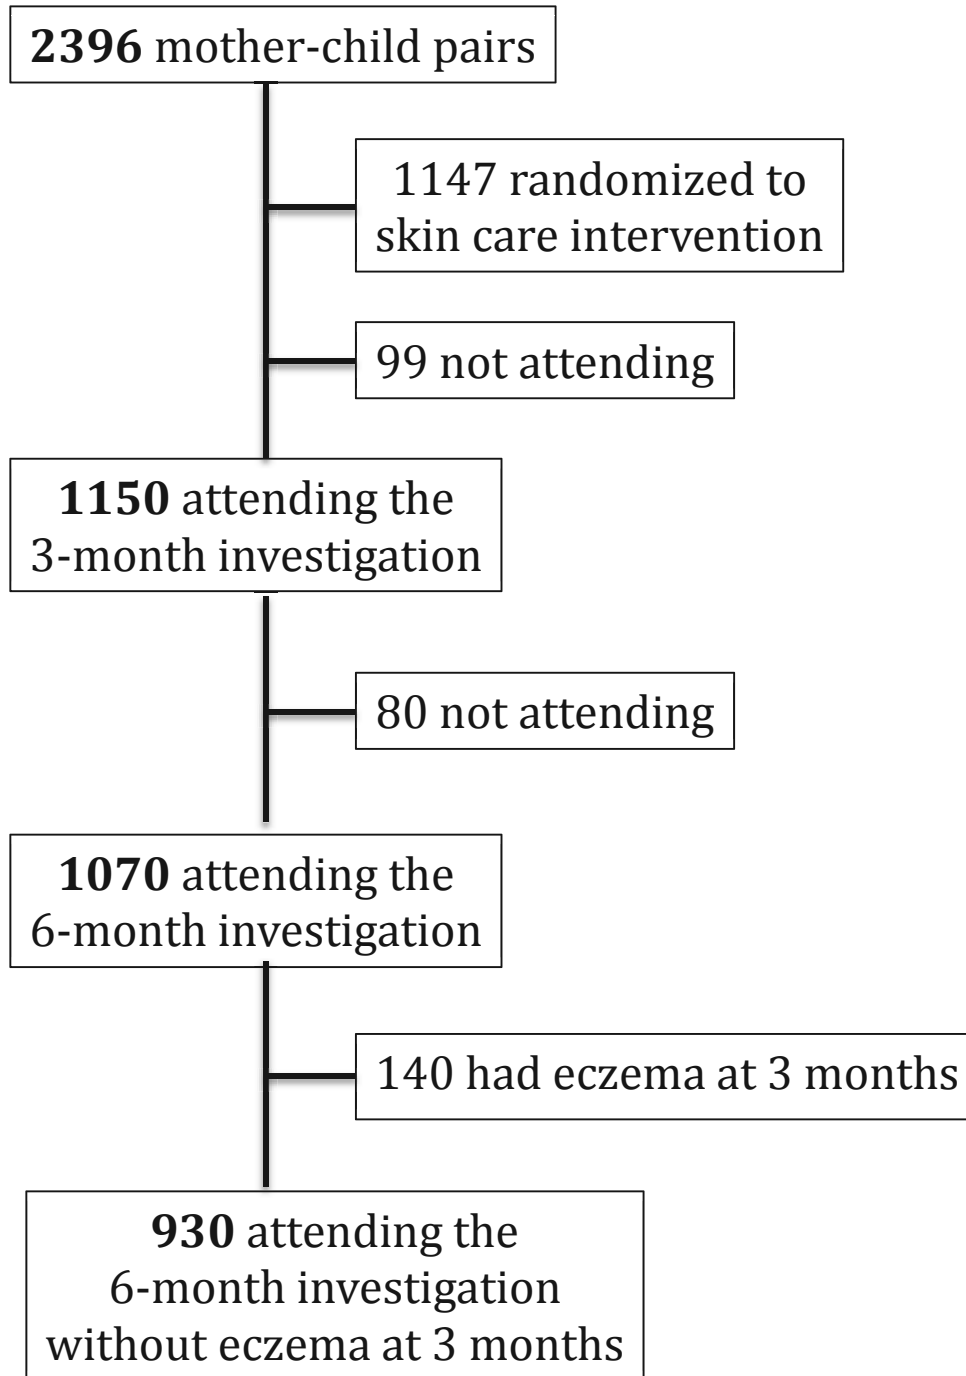 2396 mother-child pairs
1147 randomized to
skin care intervention
99 not attending
1150 attending the
3-month investigation
80 not attending
1070 attending the
6-month investigation
140 had eczema at 3 months
930 attending the
6-month investigation
without eczema at 3 months